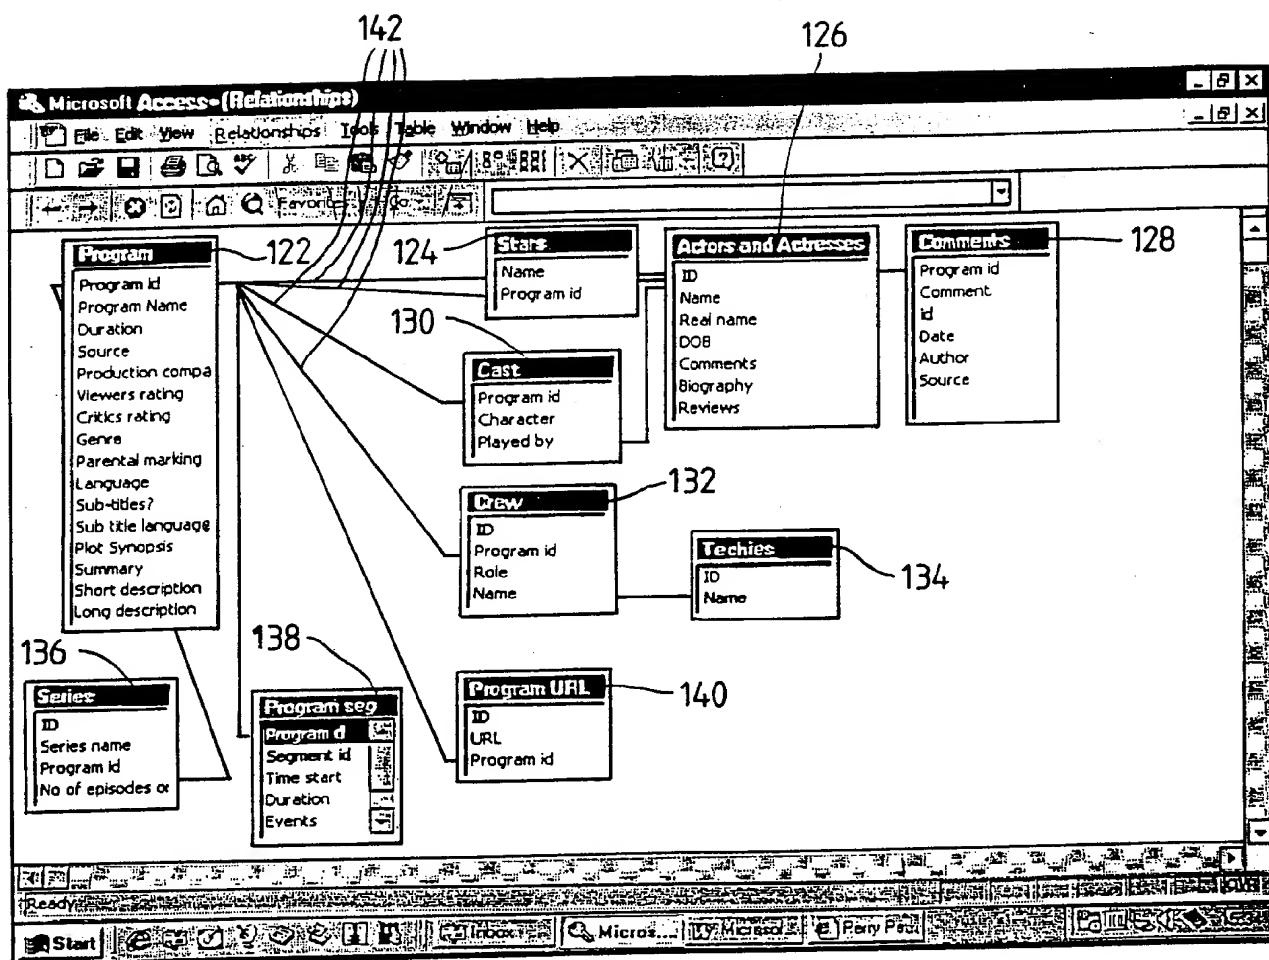 142
126
Microsoft Access-(Relationships)
File Edit View Relationships Tools Table Window Help
Favorites Go
Program 122
Program id
Program Name
Duration
Source
Production compa
Viewers rating
Critics rating
Genre
Parental marking
Language
Sub-titles?
Sub title language
Plot Synopsis
Summary
Short description
Long description
124 Stars
Name
Program id
Actors and Actresses
ID
Name
Real name
DOB
Comments
Biography
Reviews
Comments 128
Program id
Comment
id
Date
Author
Source
130
Cast
Program id
Character
Played by
Crew 132
ID
Program id
Role
Name
Techies 134
ID
Name
136
Series
ID
Series name
Program id
No of episodes
138
Program seg
Program
Segment id
Time start
Duration
Events
Program URL 140
ID
URL
Program id
Ready
Start Inbox Micros.... Microsof